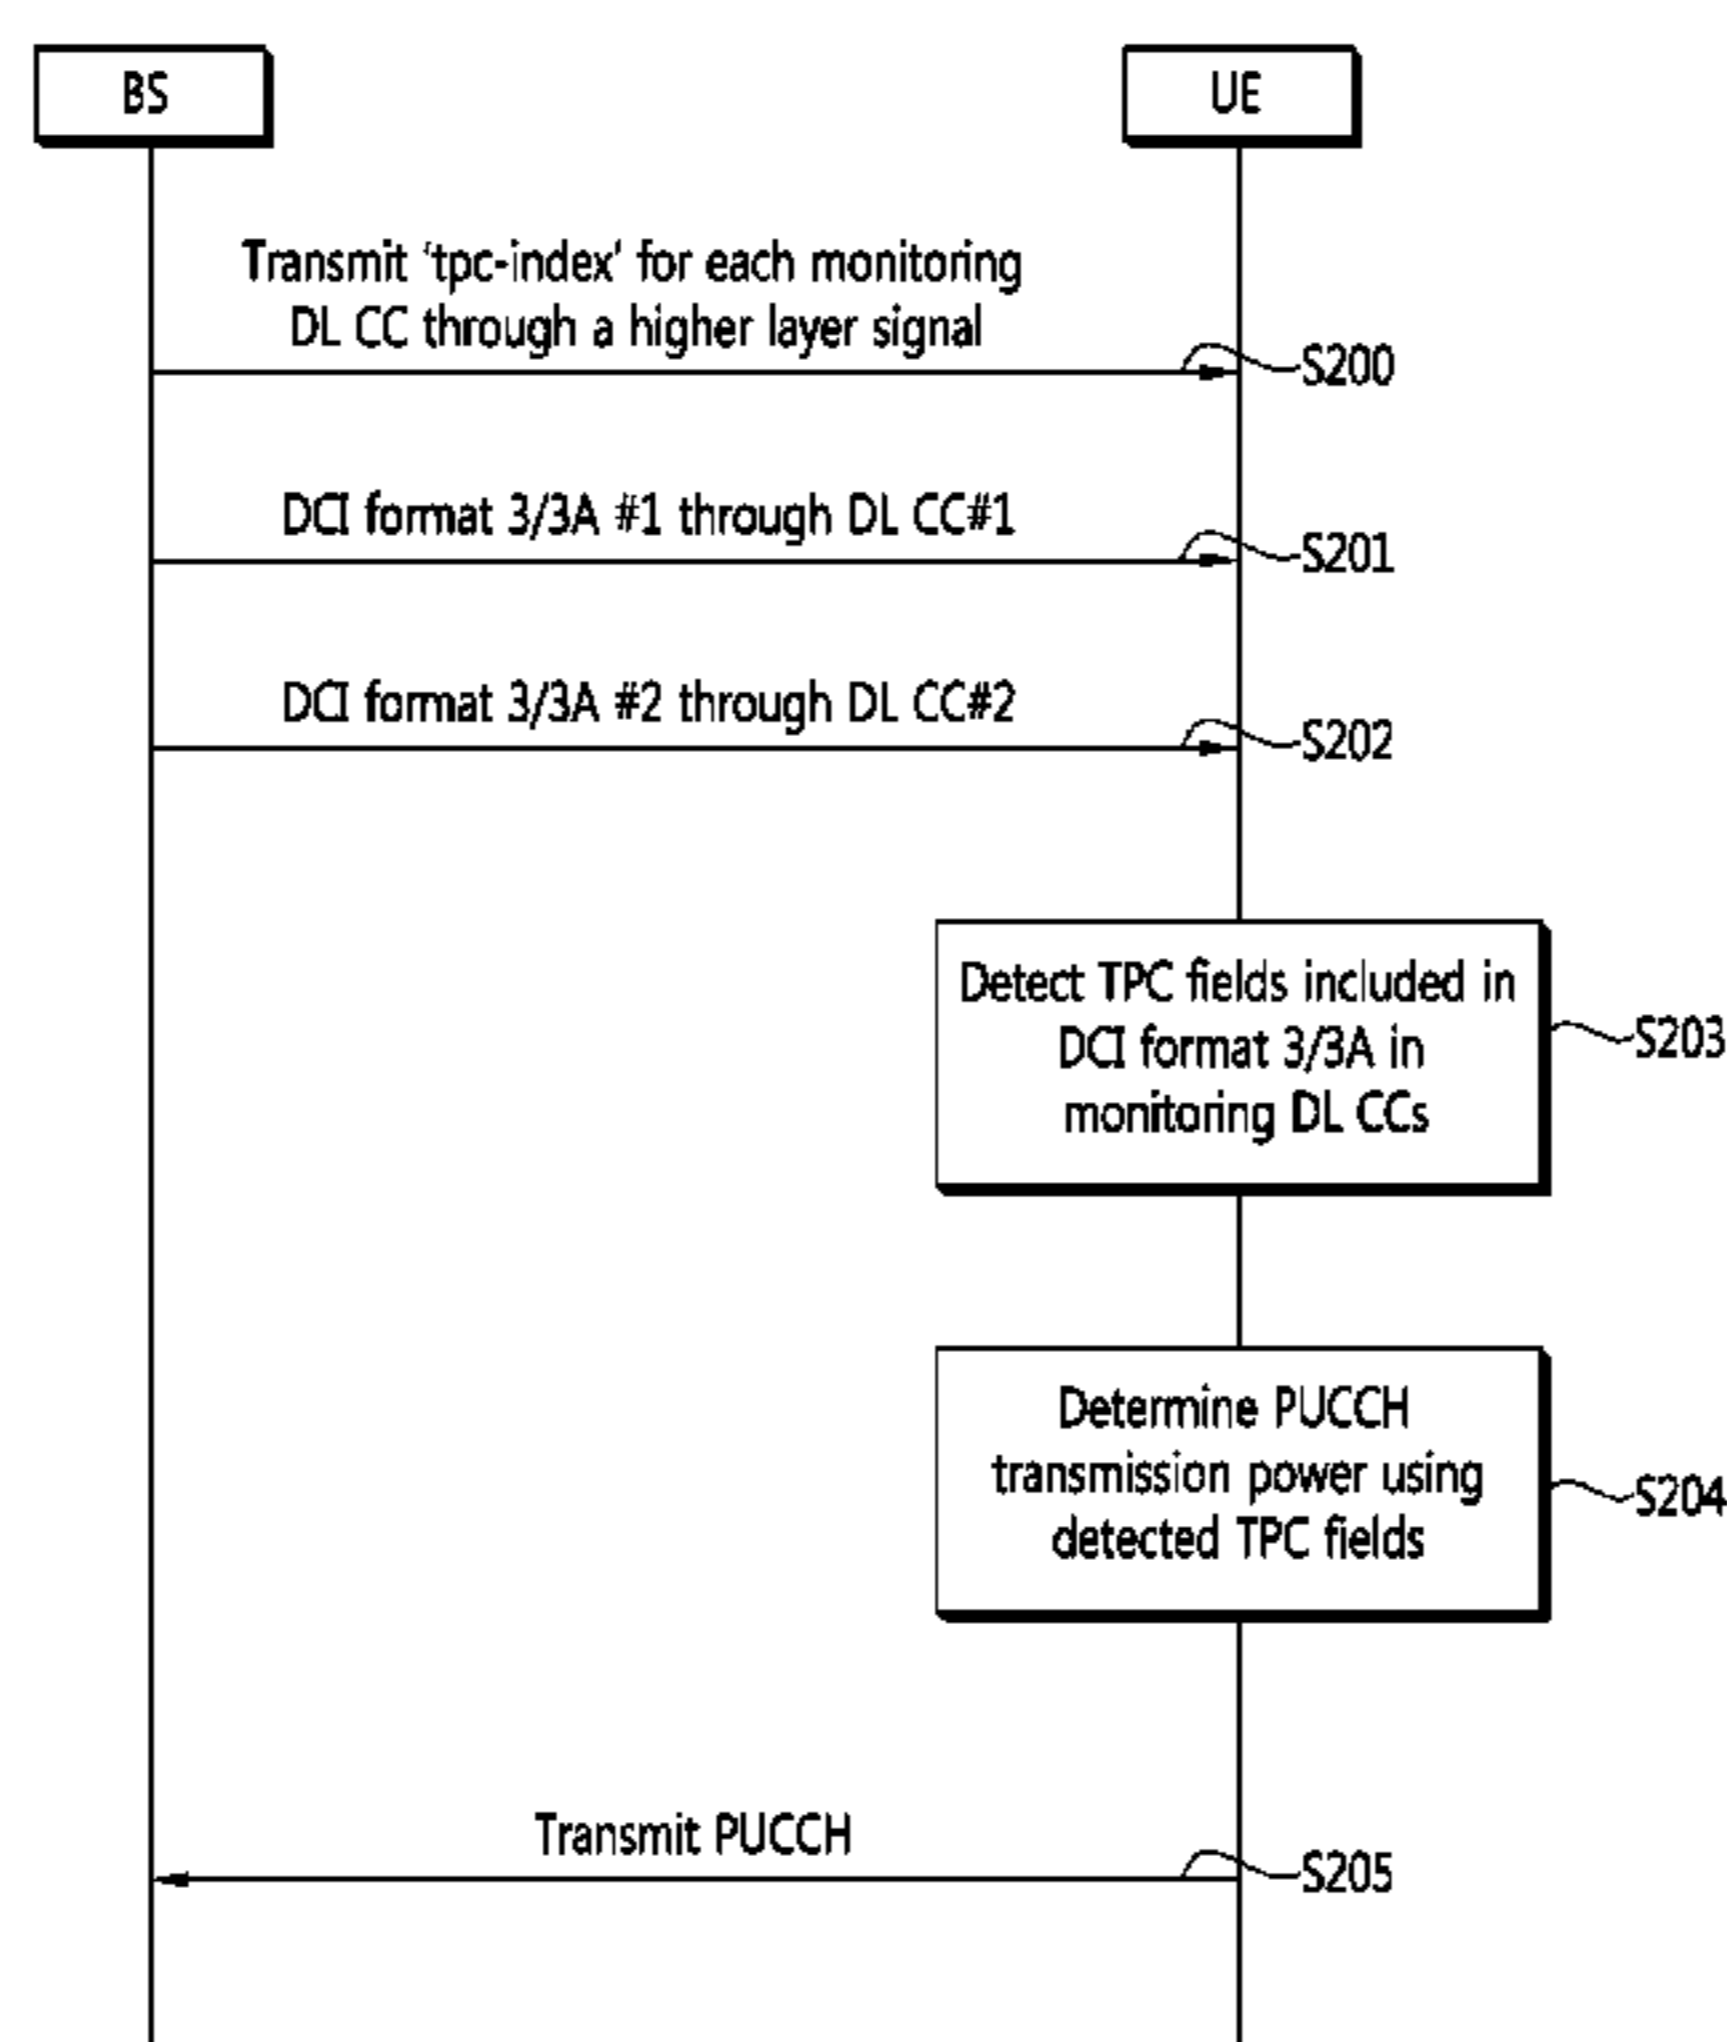 BS
UE
Transmit 'tpc-index' for each monitoring
DL CC through a higher layer signal
S200
DCI format 3/3A #1 through DL CC#1
S201
DCI format 3/3A #2 through DL CC#2
S202
Detect TPC fields included in
DCI format 3/3A in
monitoring DL CCs
S203
Determine PUCCH
transmission power using
detected TPC fields
S204
Transmit PUCCH
S205